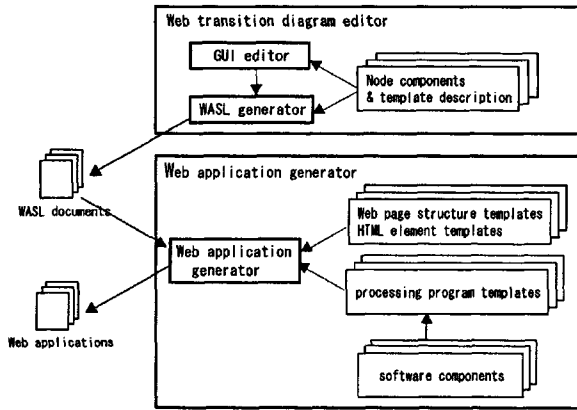 Web transition diagram editor
GUI editor
Node components
& template description
WASL generator
WASL documents
Web application generator
Web page structure templates
HTML element templates
Web application
generator
processing program templates
Web applications
software components